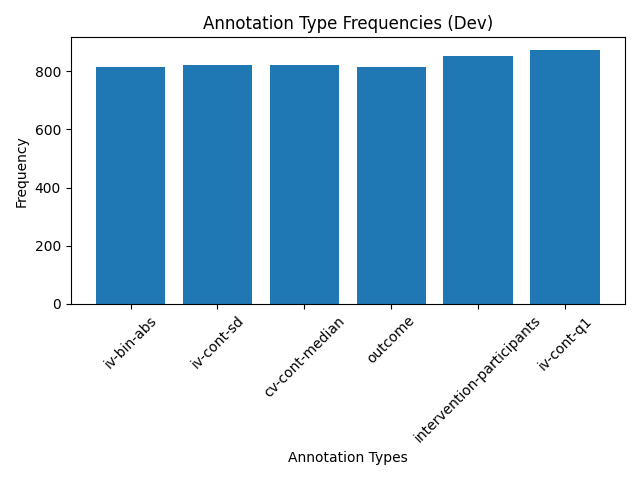 Annotation Type Frequencies (Dev)
Frequency
800
600
400
200
0
iv-bin-abs
iv-cont-sd
cv-cont-median
outcome
intervention-participants
iv-cont-q1
Annotation Types